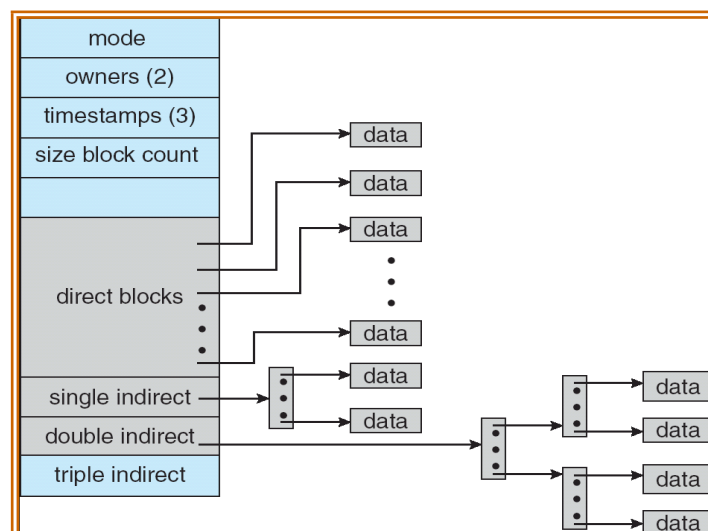 mode
owners (2)
timestamps (3)
size block count
direct blocks
single indirect
double indirect
triple indirect
data
data
data
data
data
data
data
data
data
data